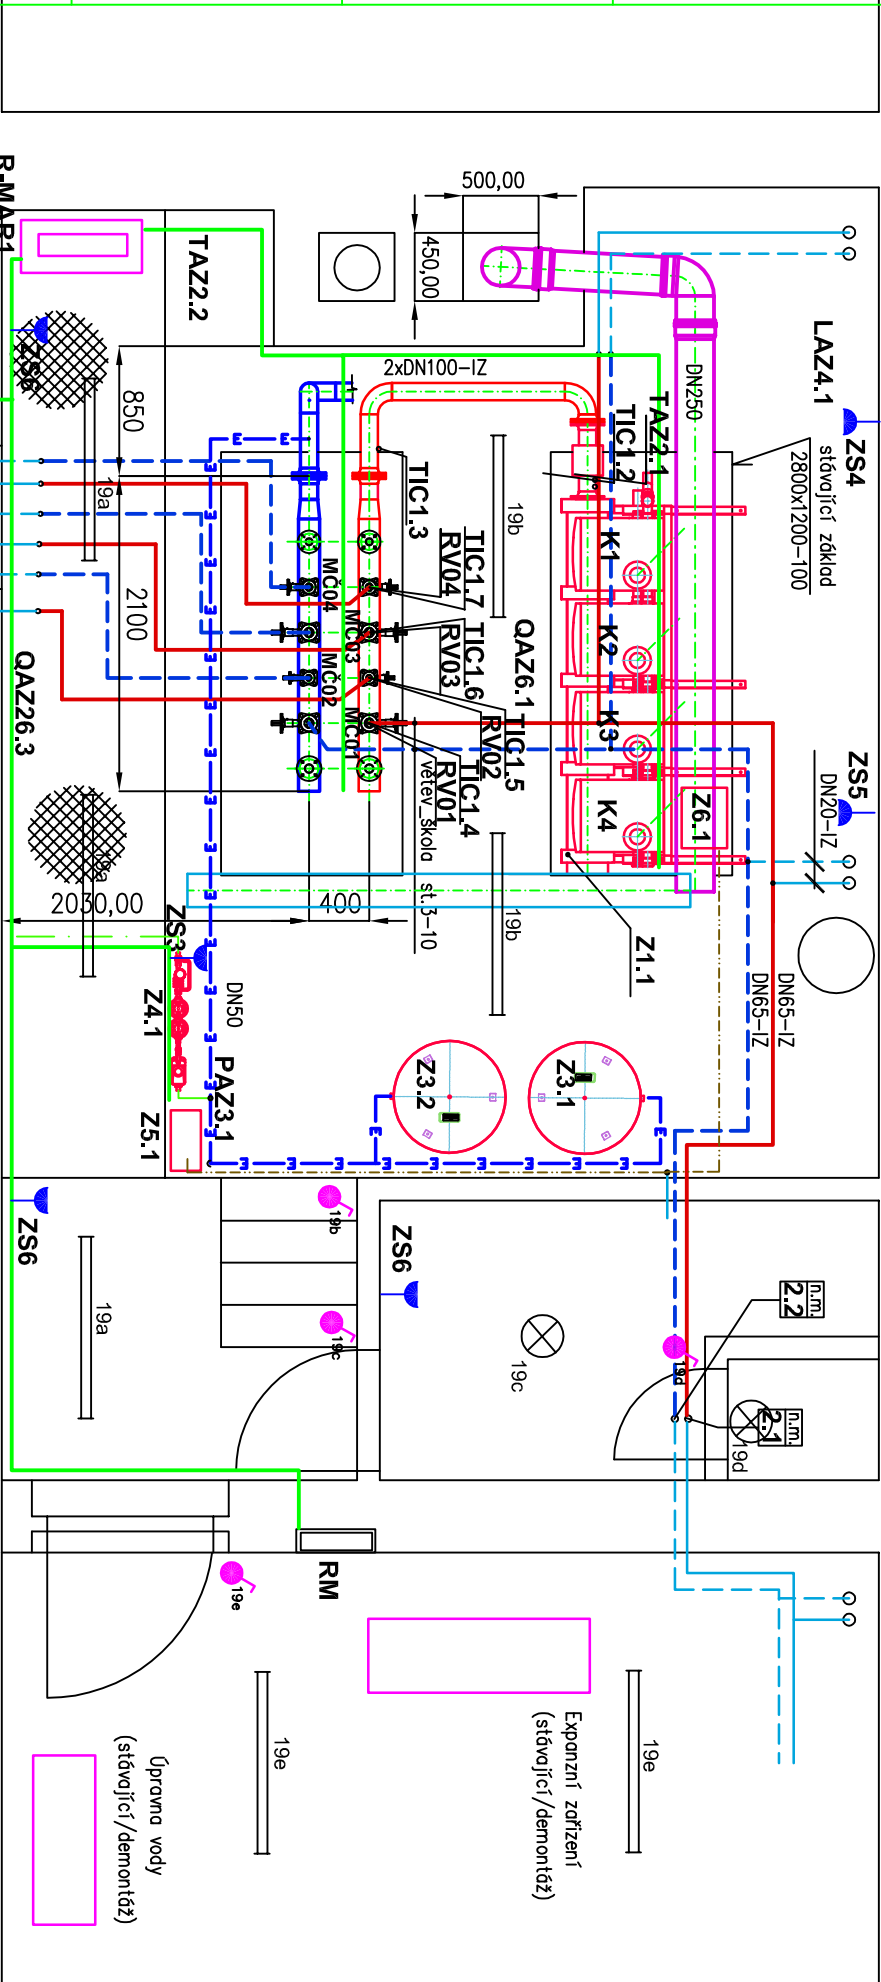 R-MAR1
TAZ2.2
ZS6
850
19a
2100
QAZ26.3
19a
2030,00
400
500,00
450,00
2xDN100-IZ
TIC1.3
MČ04
MČ03
MČ02
MČ01
TIC1.7
RV04
TIC1.6
RV03
TIC1.5
RV02
TIC1.4
RV01
větev_škola st.3-10
QAZ6.1
19b
19b
DN250
TAZ2.1
TIC1.2
K1
K2
K3
K4
Z6.1
LAZ4.1
ZS4
stávající základ
2800x1200-100
ZS5
DN20-IZ
Z1.1
DN65-IZ
DN65-IZ
ZS3
DN50
Z4.1
PAZ3.1
Z5.1
Z3.2
Z3.1
ZS6
19a
19b
19c
ZS6
19c
n.m.
2.2
19d
n.m.
2.1
19d
RM
19e
19e
19e
Expanzní zařízení
(stávající/demontáž)
Úpravna vody
(stávající/demontáž)